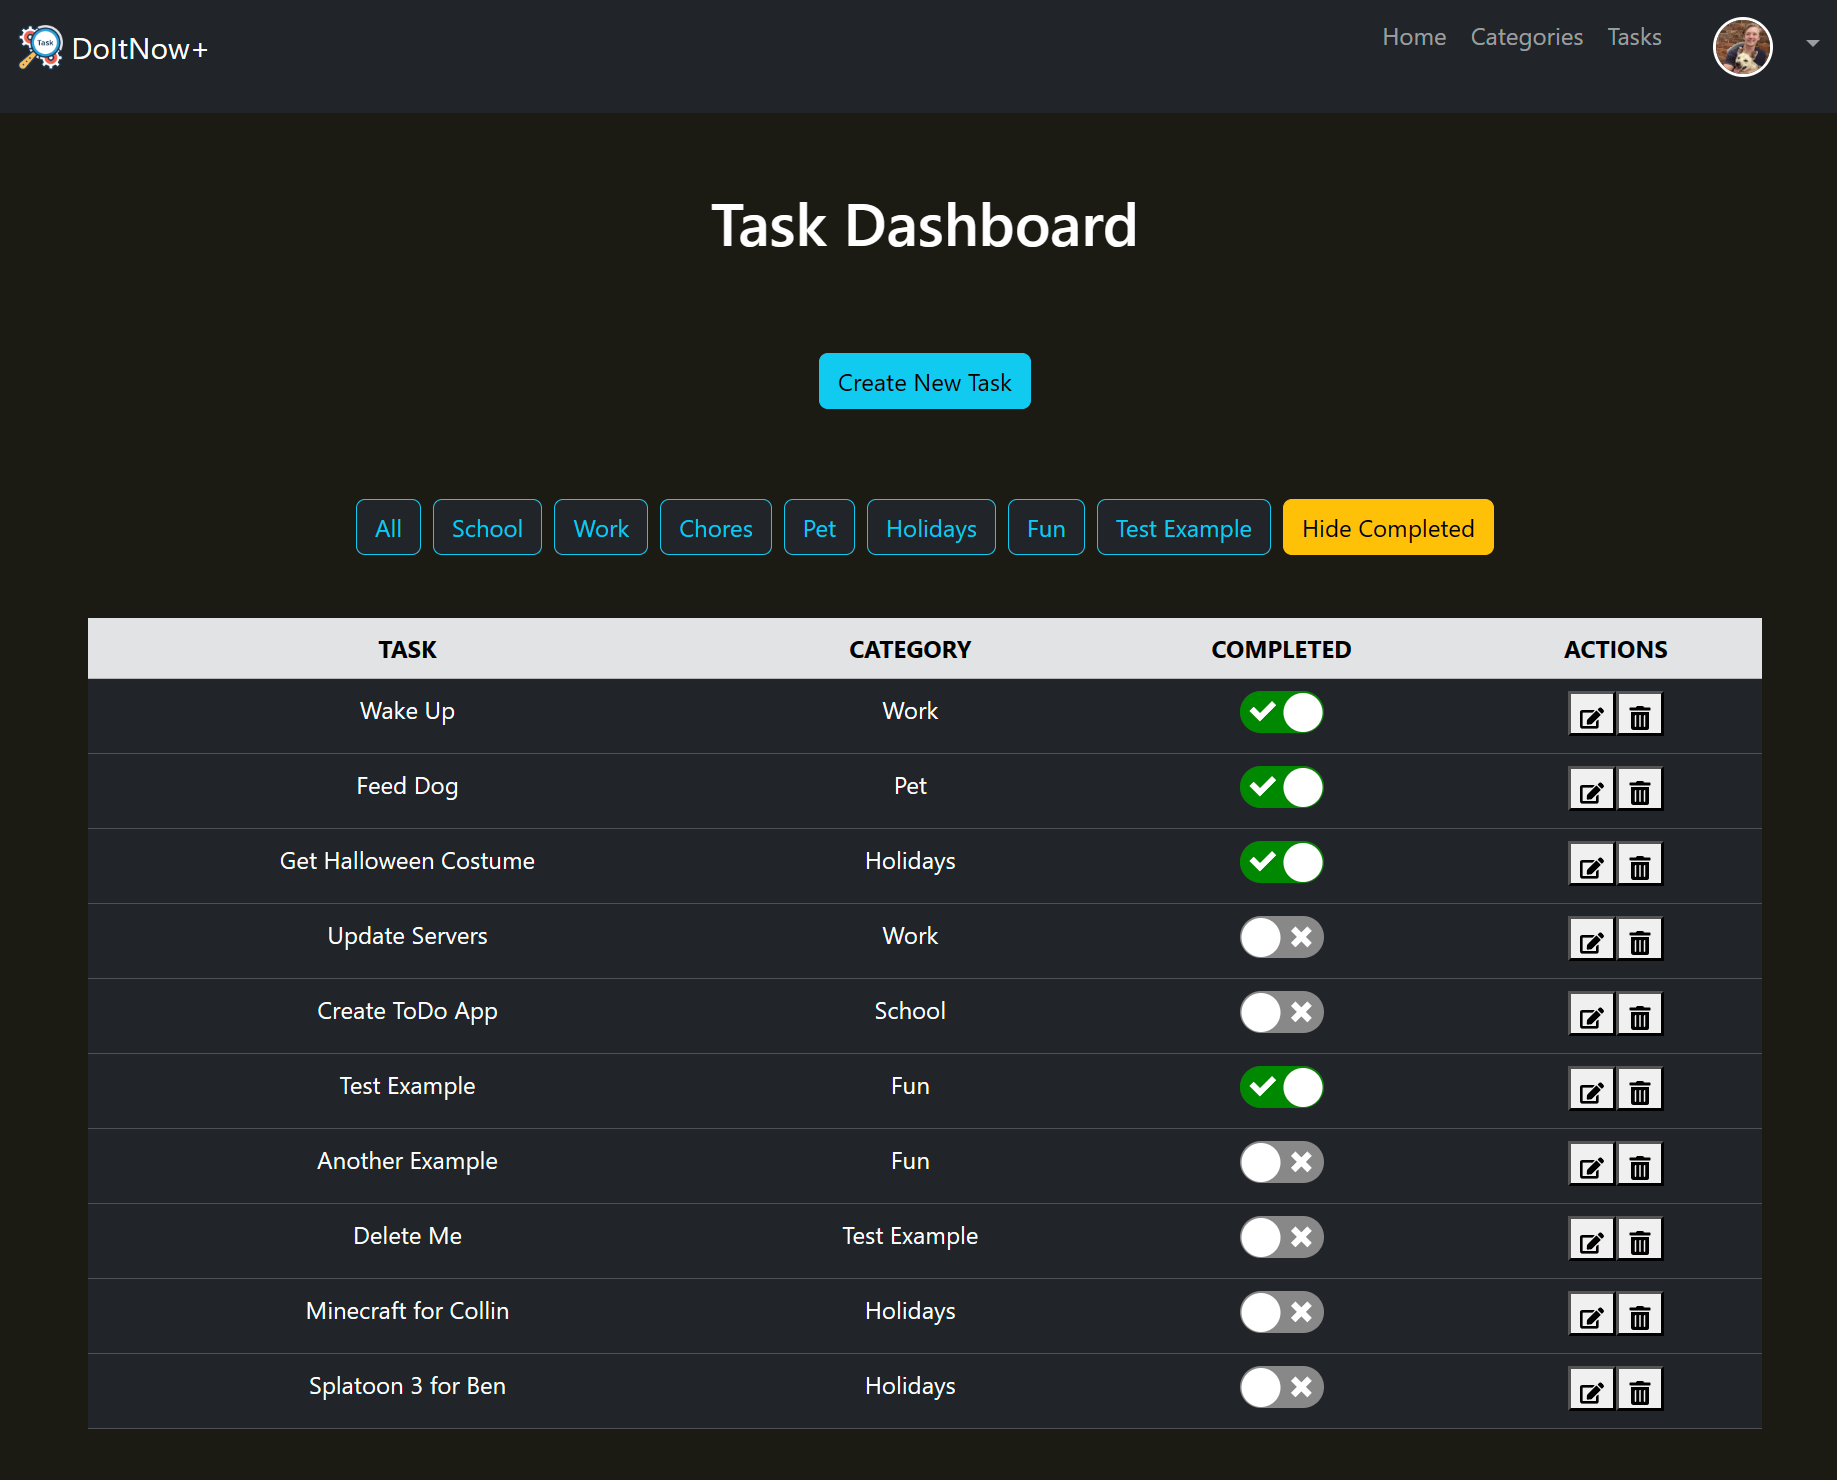 Task
DoItNow+
Home Categories Tasks
Task Dashboard
Create New Task
All School Work Chores Pet Holidays Fun Test Example Hide Completed
TASK CATEGORY COMPLETED ACTIONS
Wake Up Work
Feed Dog Pet
Get Halloween Costume Holidays
Update Servers Work
Create ToDo App School
Test Example Fun
Another Example Fun
Delete Me Test Example
Minecraft for Collin Holidays
Splatoon 3 for Ben Holidays